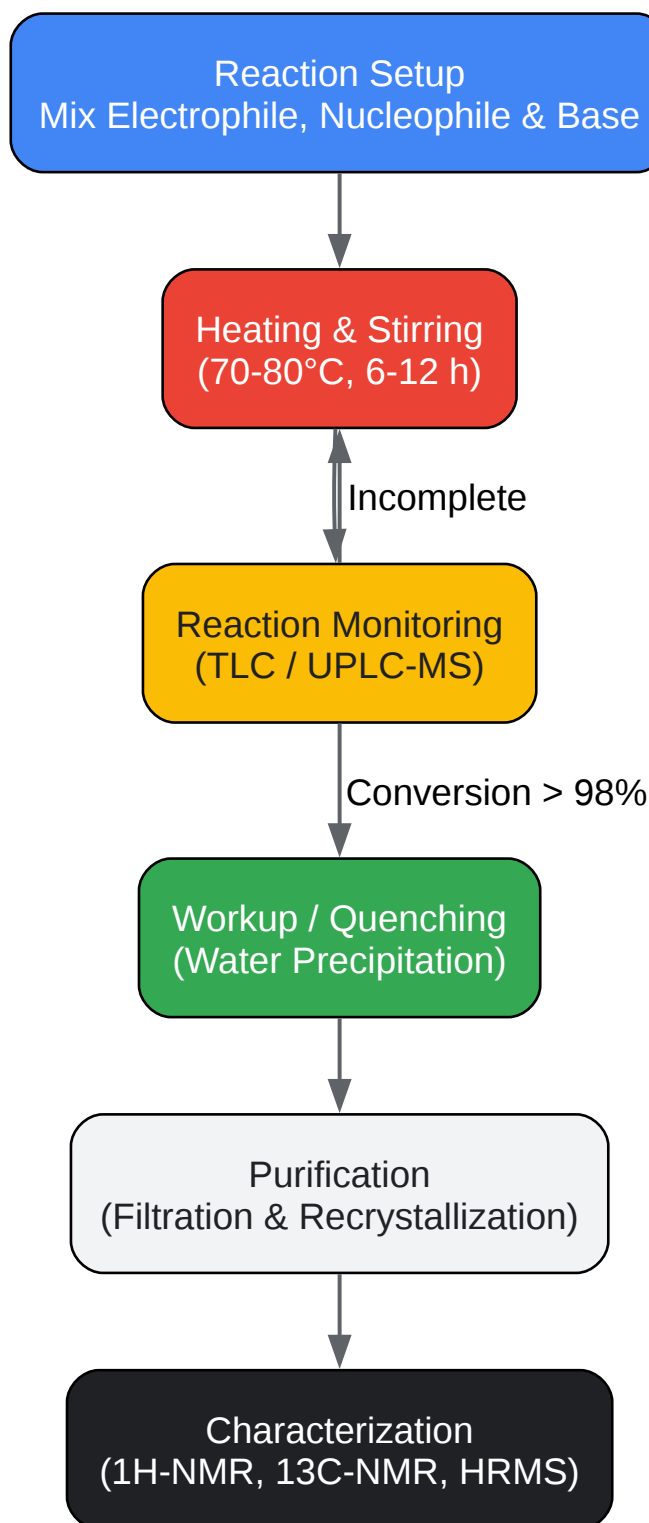 Reaction Setup
Mix Electrophile, Nucleophile & Base
Heating & Stirring
(70-80°C, 6-12 h)
Incomplete
Reaction Monitoring
(TLC / UPLC-MS)
Conversion > 98%
Workup / Quenching
(Water Precipitation)
Purification
(Filtration & Recrystallization)
Characterization
(1H-NMR, 13C-NMR, HRMS)